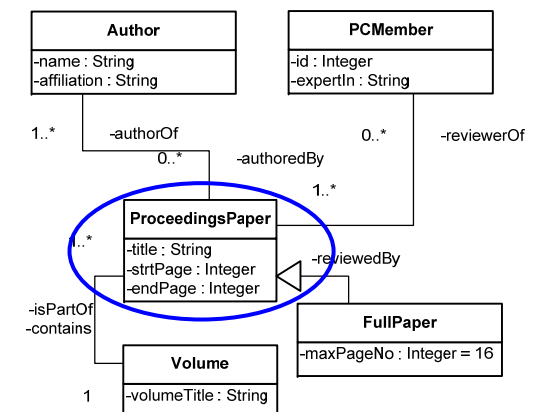 Author
-name : String
-affiliation : String
PCMember
-id : Integer
-expertIn : String
1..*
-authorOf
0..*
-authoredBy
0..*
-reviewerOf
1..*
ProceedingsPaper
-title : String
-strtPage : Integer
-endPage : Integer
1..*
-reviewedBy
-isPartOf
-contains
FullPaper
-maxPageNo : Integer = 16
Volume
-volumeTitle : String
1